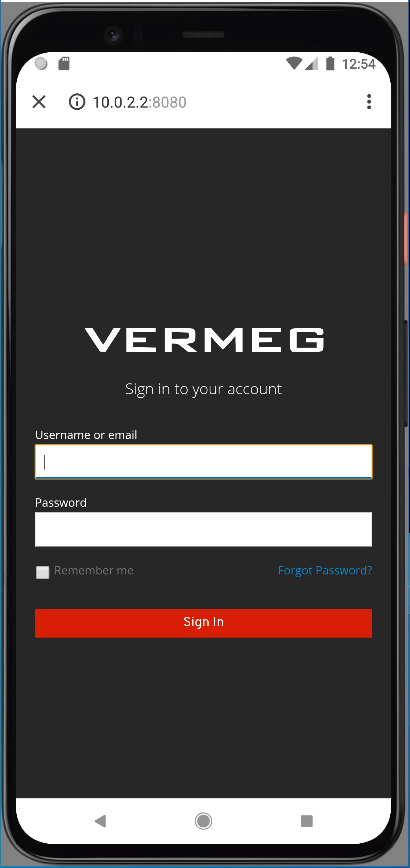 12:54
10.0.2.2:8080
VERMEG
Sign in to your account
Username or email
Password
Remember me
Forgot Password?
Sign In